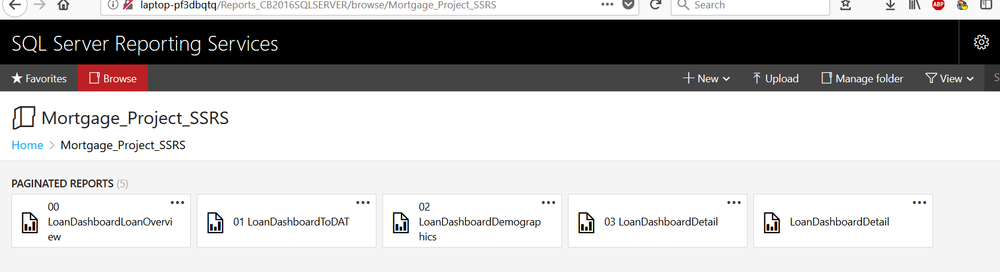 laptop-pf3dbqtq/Reports_CB2016SQLSERVER/browse/Mortgage_Project_SSRS
Search
ABP
SQL Server Reporting Services
Favorites
Browse
New
Upload
Manage folder
View
S
Mortgage_Project_SSRS
Home > Mortgage_Project_SSRS
PAGINATED REPORTS (5)
00
LoanDashboardLoanOvervi
ew
01 LoanDashboardToDAT
02
LoanDashboardDemograp
hics
03 LoanDashboardDetail
LoanDashboardDetail